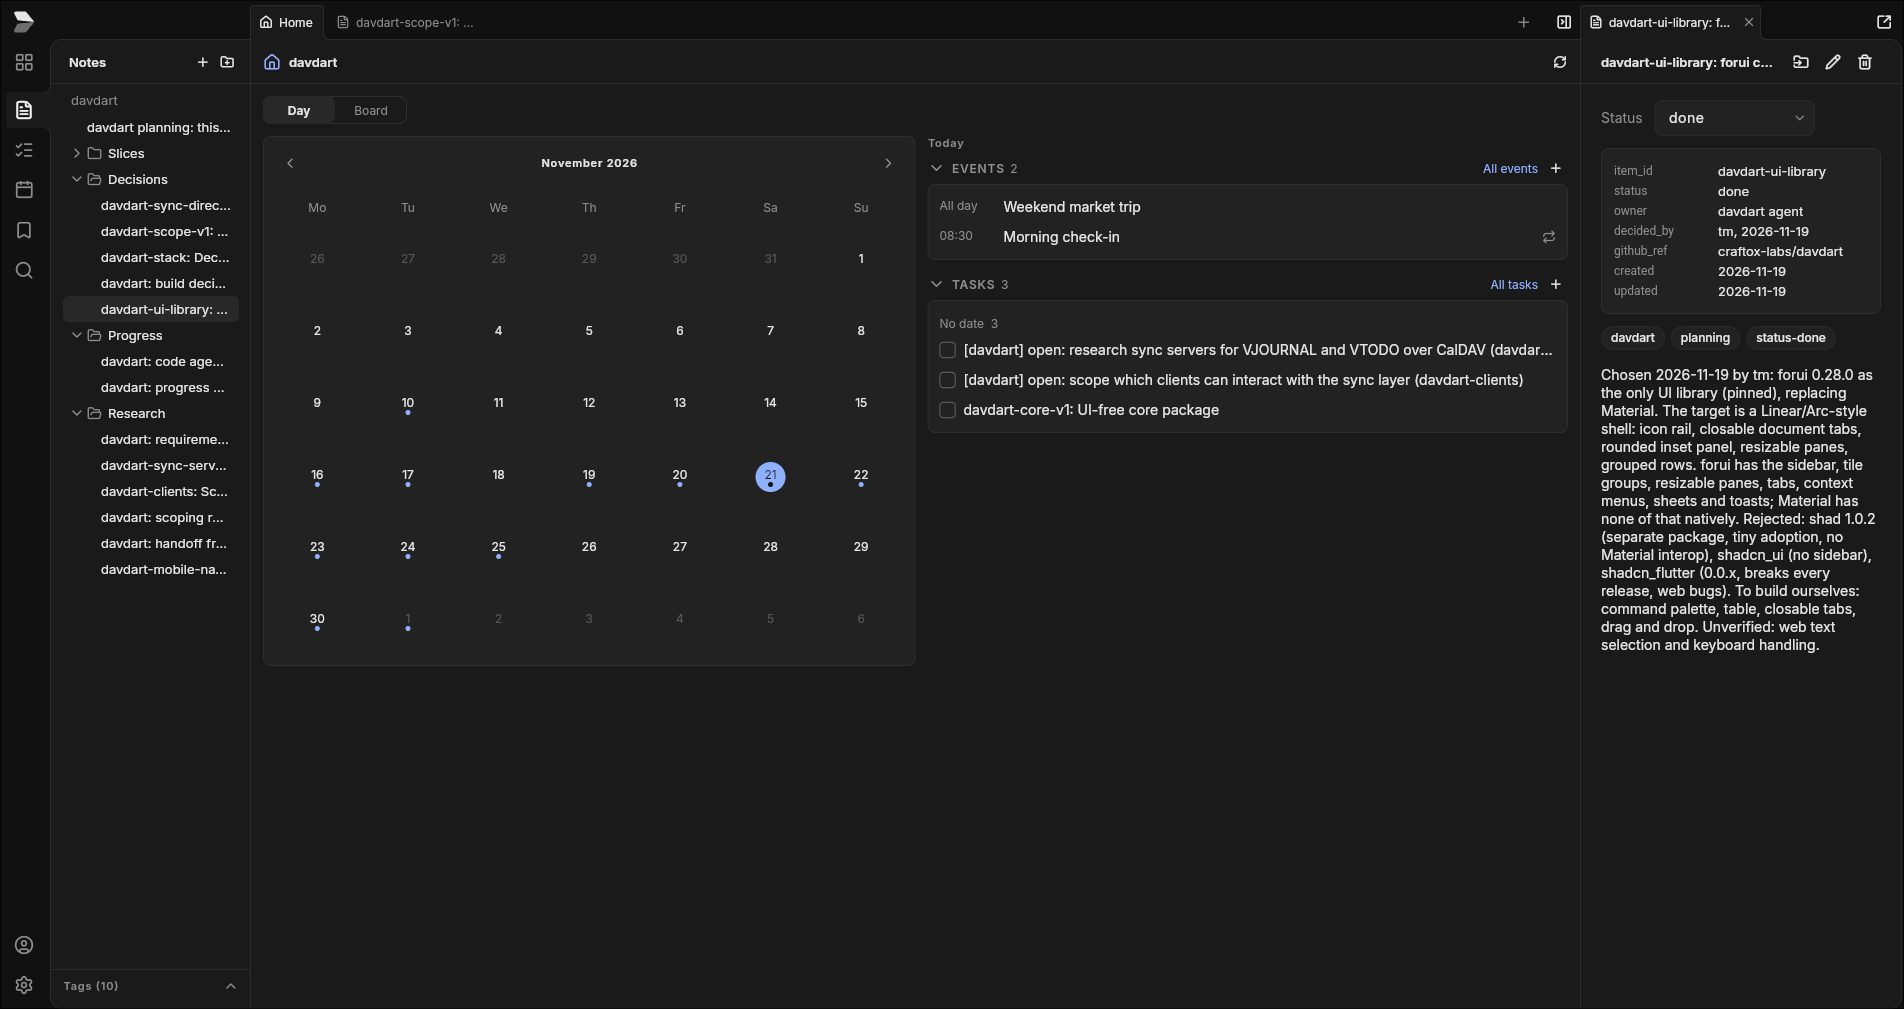 Home
davdart-scope-v1: ...
davdart-ui-library: f...
Notes
davdart
davdart planning: this...
Slices
Decisions
davdart-sync-direc...
davdart-scope-v1: ...
davdart-stack: Dec...
davdart: build deci...
davdart-ui-library: ...
Progress
davdart: code age...
davdart: progress ...
Research
davdart: requireme...
davdart-sync-serv...
davdart-clients: Sc...
davdart: scoping r...
davdart: handoff fr...
davdart-mobile-na...
Tags (10)
davdart
Day Board
November 2026
Mo Tu We Th Fr Sa Su
26 27 28 29 30 31 1
2 3 4 5 6 7 8
9 10 11 12 13 14 15
16 17 18 19 20 21 22
23 24 25 26 27 28 29
30 1 2 3 4 5 6
Today
EVENTS 2 All events
All day Weekend market trip
08:30 Morning check-in
TASKS 3 All tasks
No date 3
[davdart] open: research sync servers for VJOURNAL and VTODO over CalDAV (davdar...
[davdart] open: scope which clients can interact with the sync layer (davdart-clients)
davdart-core-v1: UI-free core package
davdart-ui-library: forui c...
Status done
item_id davdart-ui-library
status done
owner davdart agent
decided_by tm, 2026-11-19
github_ref craftox-labs/davdart
created 2026-11-19
updated 2026-11-19
davdart planning status-done
Chosen 2026-11-19 by tm: forui 0.28.0 as
the only UI library (pinned), replacing
Material. The target is a Linear/Arc-style
shell: icon rail, closable document tabs,
rounded inset panel, resizable panes,
grouped rows. forui has the sidebar, tile
groups, resizable panes, tabs, context
menus, sheets and toasts; Material has
none of that natively. Rejected: shad 1.0.2
(separate package, tiny adoption, no
Material interop), shadcn_ui (no sidebar),
shadcn_flutter (0.0.x, breaks every
release, web bugs). To build ourselves:
command palette, table, closable tabs,
drag and drop. Unverified: web text
selection and keyboard handling.